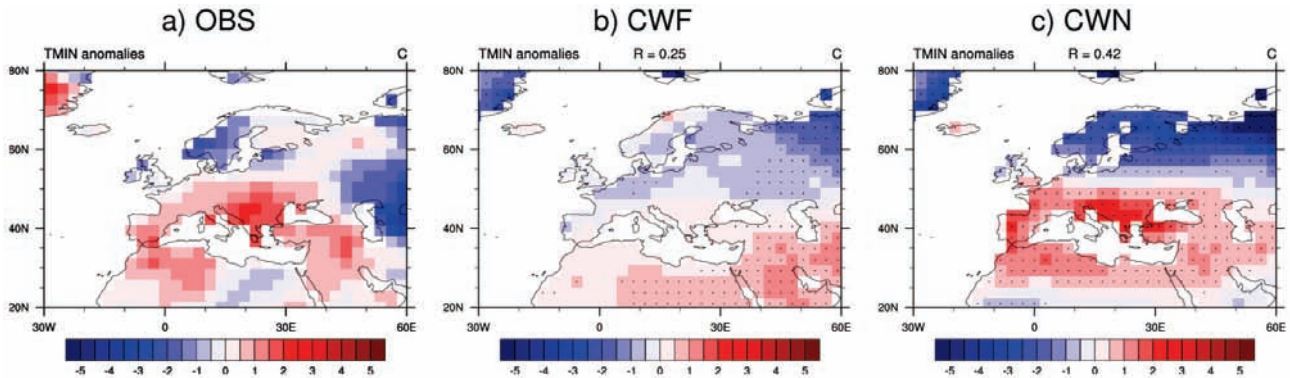 a) OBS
b) CWF
c) CWN
TMIN anomalies C
TMIN anomalies R = 0.25 C
TMIN anomalies R = 0.42 C
80N
60N
40N
20N
30W 0 30E 60E
80N
60N
40N
20N
30W 0 30E 60E
80N
60N
40N
20N
30W 0 30E 60E
-5 -4 -3 -2 -1 0 1 2 3 4 5
-5 -4 -3 -2 -1 0 1 2 3 4 5
-5 -4 -3 -2 -1 0 1 2 3 4 5